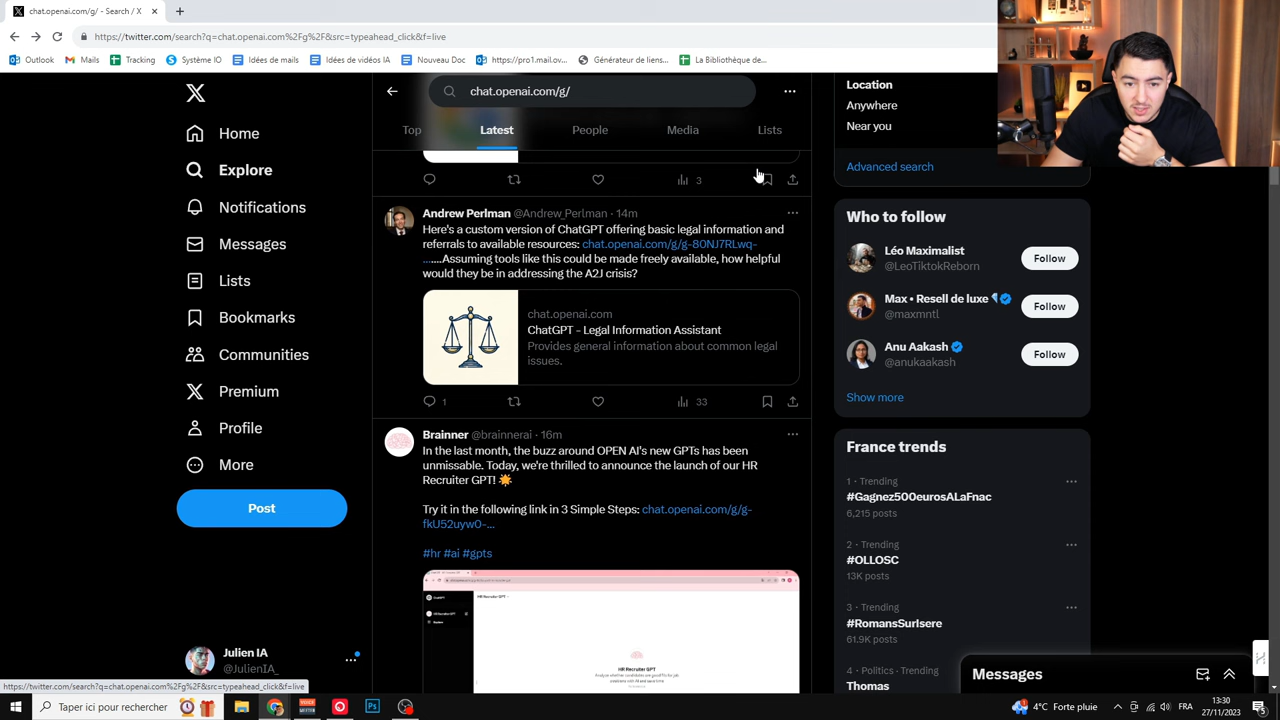 chat.openai.com/g/ - Search / X
https://twitter.com/search?q=chat.openai.com%2Fg%2F&src=typeahead_click&f=live
Outlook
Mails
Tracking
Système IO
Idées de mails
Idées de vidéos IA
Nouveau Doc
https://pro1.mail.ov...
Générateur de liens...
La Bibliothèque de...
Home
Explore
Notifications
Messages
Lists
Bookmarks
Communities
Premium
Profile
More
Post
Julien IA
@JulienIA_
chat.openai.com/g/
Top
Latest
People
Media
Lists
3
Andrew Perlman @Andrew_Perlman · 14m
Here's a custom version of ChatGPT offering basic legal information and
referrals to available resources: chat.openai.com/g/g-80NJ7RLwq-
…....Assuming tools like this could be made freely available, how helpful
would they be in addressing the A2J crisis?
chat.openai.com
ChatGPT - Legal Information Assistant
Provides general information about common legal
issues.
1
33
Brainner @brainnerai · 16m
In the last month, the buzz around OPEN AI's new GPTs has been
unmissable. Today, we're thrilled to announce the launch of our HR
Recruiter GPT! 🌟
Try it in the following link in 3 Simple Steps: chat.openai.com/g/g-
fkU52uyw0-…
#hr #ai #gpts
ChatGPT
HR Recruiter GPT
Explore
HR Recruiter GPT
HR Recruiter GPT
Location
Anywhere
Near you
Advanced search
Who to follow
Léo Maximalist
@LeoTiktokReborn
Follow
Max • Resell de luxe
@maxmntl
Follow
Anu Aakash
@anukaakash
Follow
Show more
France trends
1 · Trending
#Gagnez500eurosALaFnac
6,215 posts
2 · Trending
#OLLOSC
13K posts
3 · Trending
#RomansSurIsere
61.9K posts
4 · Politics · Trending
Thomas
Messages
https://twitter.com/search?q=chat.openai.com%2Fg%2F&src=typeahead_click&f=live
Taper ici pour rechercher
4°C Forte pluie
FRA
13:30
27/11/2023
5